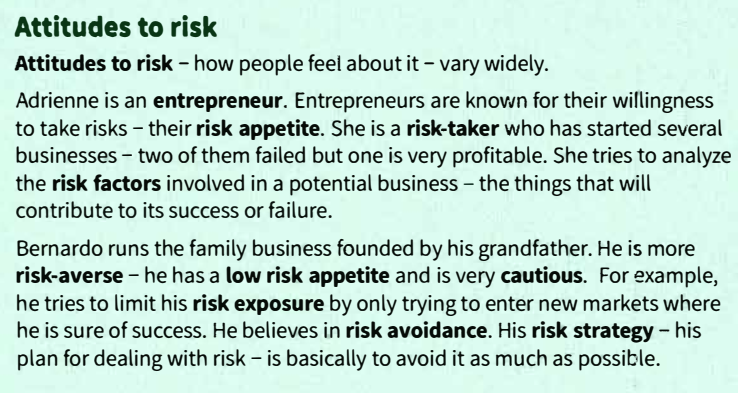 Attitudes to risk
Attitudes to risk – how people feel about it – vary widely.
Adrienne is an entrepreneur. Entrepreneurs are known for their willingness
to take risks – their risk appetite. She is a risk-taker who has started several
businesses – two of them failed but one is very profitable. She tries to analyze
the risk factors involved in a potential business – the things that will
contribute to its success or failure.
Bernardo runs the family business founded by his grandfather. He is more
risk-averse – he has a low risk appetite and is very cautious. For example,
he tries to limit his risk exposure by only trying to enter new markets where
he is sure of success. He believes in risk avoidance. His risk strategy – his
plan for dealing with risk – is basically to avoid it as much as possible.